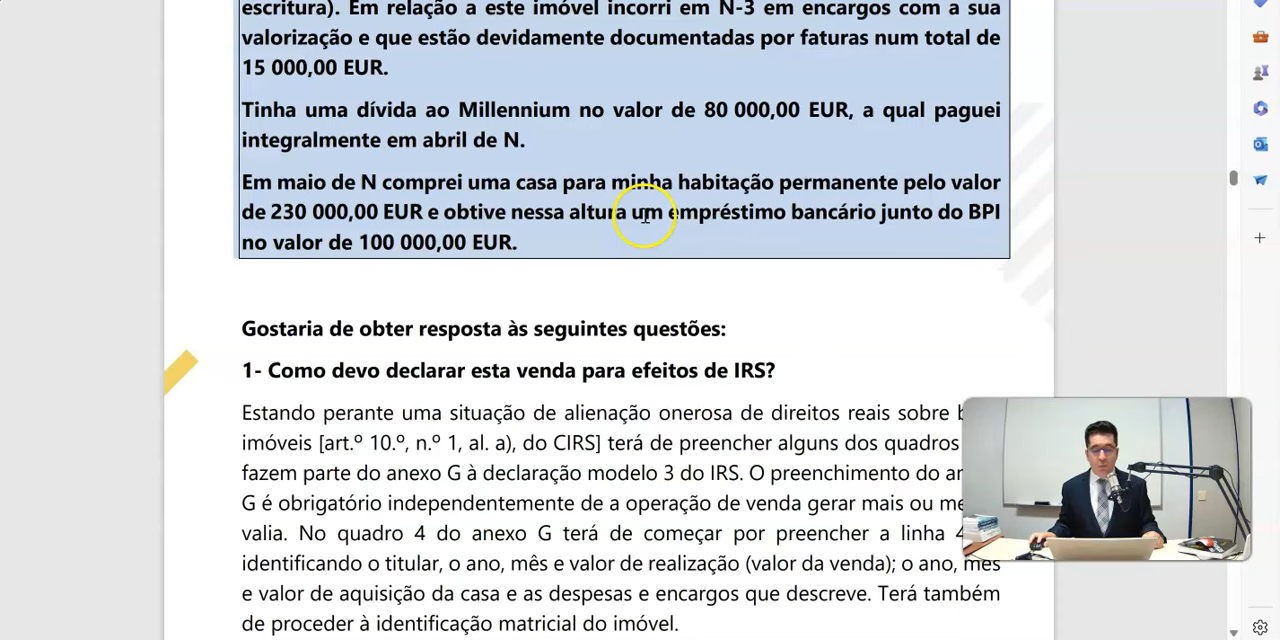 escritura). Em relação a este imóvel incorri em N-3 em encargos com a sua
valorização e que estão devidamente documentadas por faturas num total de
15 000,00 EUR.
Tinha uma dívida ao Millennium no valor de 80 000,00 EUR, a qual paguei
integralmente em abril de N.
Em maio de N comprei uma casa para minha habitação permanente pelo valor
de 230 000,00 EUR e obtive nessa altura um empréstimo bancário junto do BPI
no valor de 100 000,00 EUR.
Gostaria de obter resposta às seguintes questões:
1- Como devo declarar esta venda para efeitos de IRS?
Estando perante uma situação de alienação onerosa de direitos reais sobre
imóveis [art.º 10.º, n.º 1, al. a), do CIRS] terá de preencher alguns dos quadros
fazem parte do anexo G à declaração modelo 3 do IRS. O preenchimento do
G é obrigatório independentemente de a operação de venda gerar mais ou
valia. No quadro 4 do anexo G terá de começar por preencher a linha
identificando o titular, o ano, mês e valor de realização (valor da venda); o ano, mês
e valor de aquisição da casa e as despesas e encargos que descreve. Terá também
de proceder à identificação matricial do imóvel.